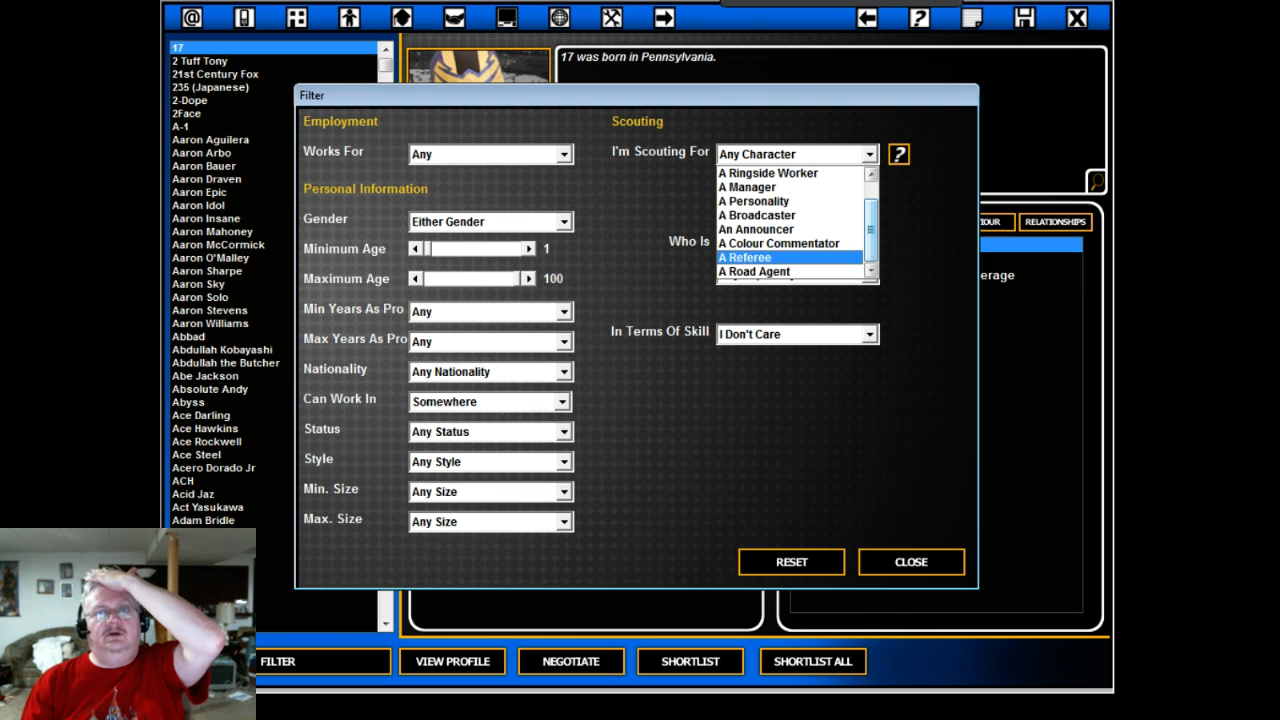 @
?
X
17
2 Tuff Tony
21st Century Fox
235 (Japanese)
2-Dope
2Face
A-1
Aaron Aguilera
Aaron Arbo
Aaron Bauer
Aaron Draven
Aaron Epic
Aaron Idol
Aaron Insane
Aaron Mahoney
Aaron McCormick
Aaron O'Malley
Aaron Sharpe
Aaron Sky
Aaron Solo
Aaron Stevens
Aaron Williams
Abbad
Abdullah Kobayashi
Abdullah the Butcher
Abe Jackson
Absolute Andy
Abyss
Ace Darling
Ace Hawkins
Ace Rockwell
Ace Steel
Acero Dorado Jr
ACH
Acid Jaz
Act Yasukawa
Adam Bridle
17 was born in Pennsylvania.
Filter
Employment
Works For
Any
Personal Information
Gender
Either Gender
Minimum Age
1
Maximum Age
100
Min Years As Pro
Any
Max Years As Pro
Any
Nationality
Any Nationality
Can Work In
Somewhere
Status
Any Status
Style
Any Style
Min. Size
Any Size
Max. Size
Any Size
Scouting
I'm Scouting For
Any Character
?
A Ringside Worker
A Manager
A Personality
A Broadcaster
An Announcer
A Colour Commentator
A Referee
A Road Agent
Who Is
In Terms Of Skill
I Don't Care
RESET
CLOSE
IOUR
RELATIONSHIPS
erage
FILTER
VIEW PROFILE
NEGOTIATE
SHORTLIST
SHORTLIST ALL